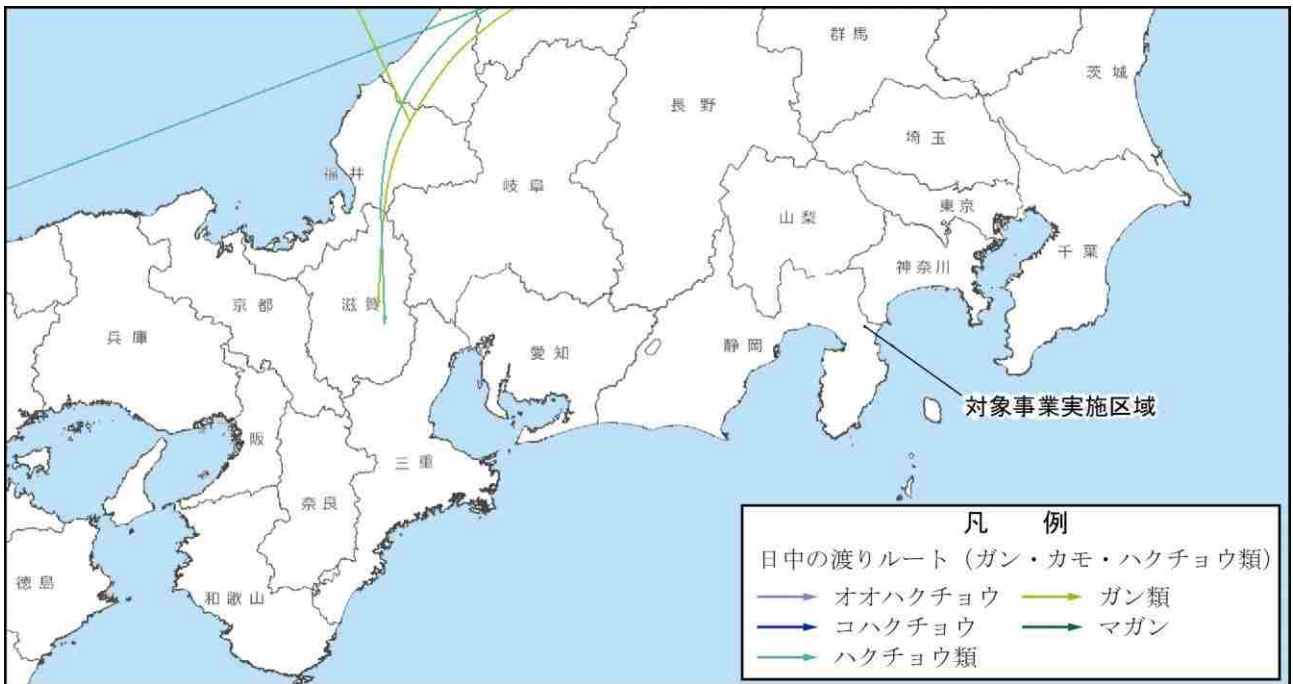 群馬
茨城
長野
埼玉
福井
岐阜
山梨
東京
千葉
神奈川
京都
滋賀
兵庫
愛知
静岡
対象事業実施区域
阪
三重
奈良
徳島
和歌山
凡 例
日中の渡りルート（ガン・カモ・ハクチョウ類）
オオハクチョウ
ガン類
コハクチョウ
マガン
ハクチョウ類